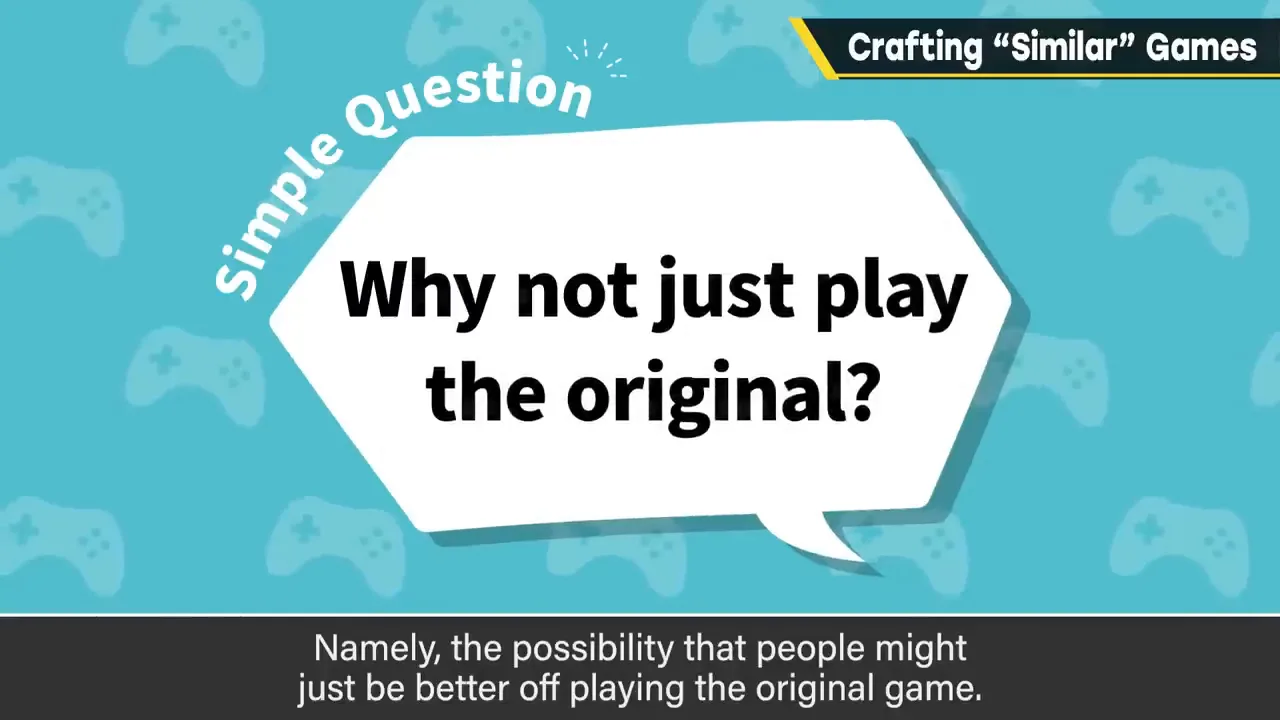 Crafting “Similar” Games
Simple Question
Why not just play
the original?
Namely, the possibility that people might
just be better off playing the original game.